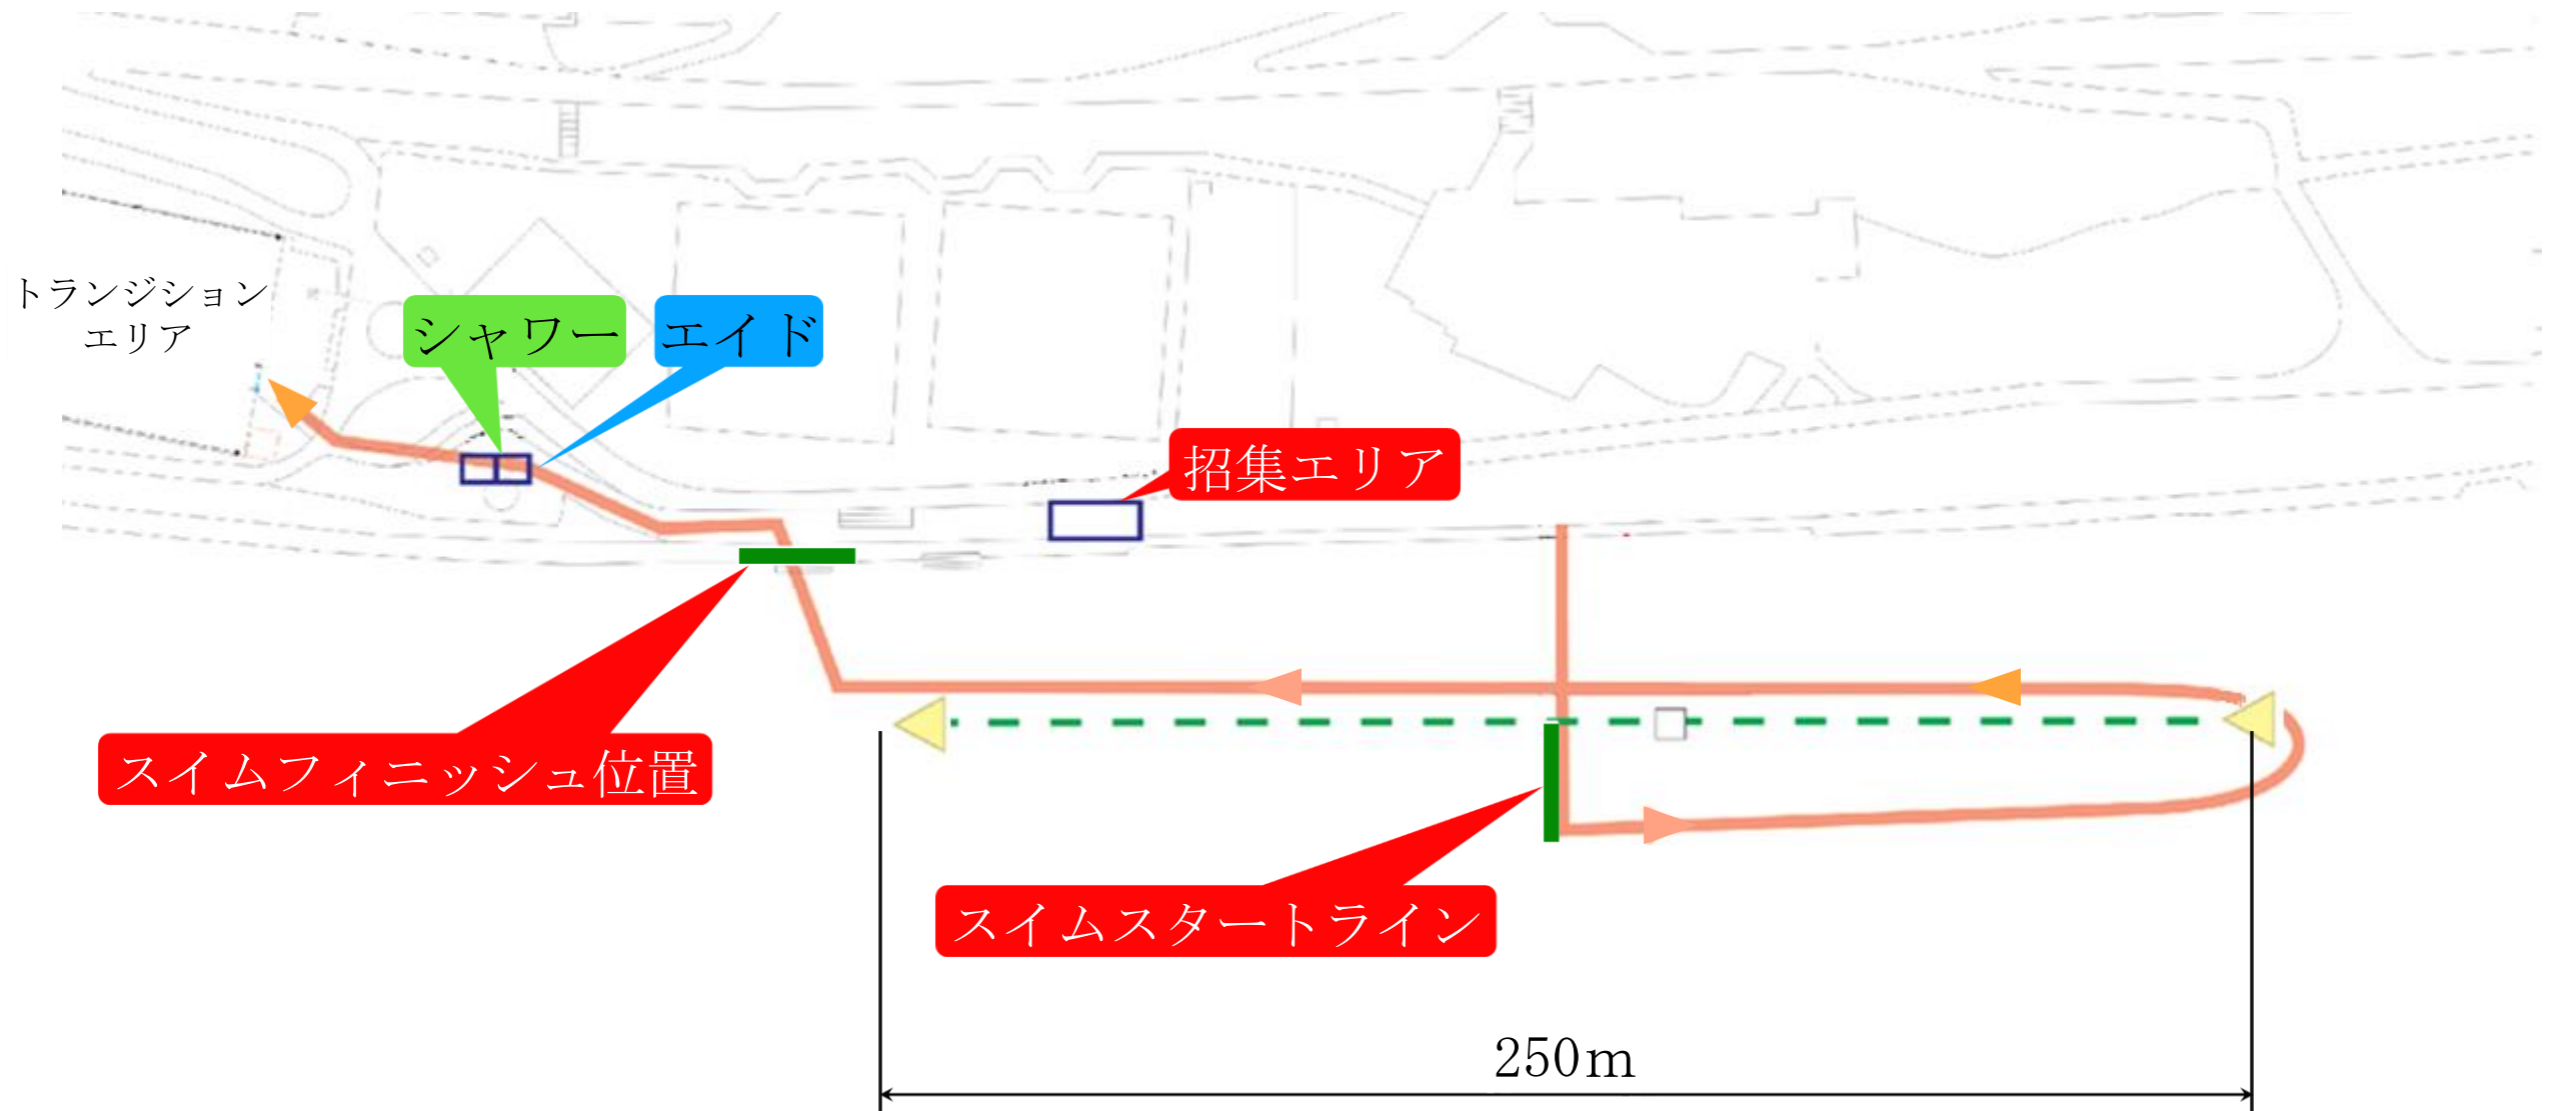 トランジション
エリア
シャワー
エイド
招集エリア
スイムフィニッシュ位置
スイムスタートライン
250m